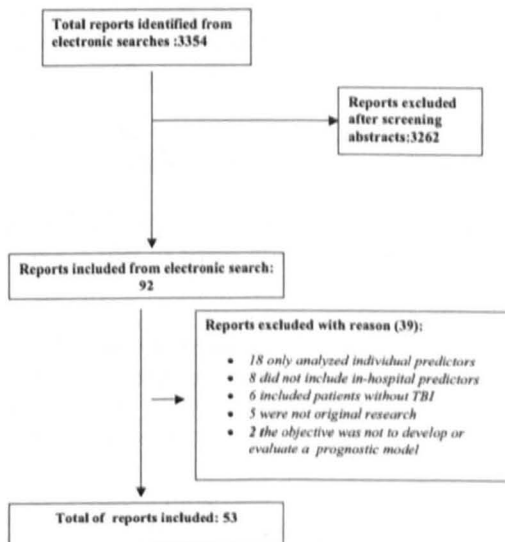 Total reports identified from
electronic searches :3354
Reports excluded
after screening
abstracts:3262
Reports included from electronic search:
92
Reports excluded with reason (39):
• 18 only analyzed individual predictors
• 8 did not include in-hospital predictors
• 6 included patients without TBI
• 5 were not original research
• 2 the objective was not to develop or
evaluate a prognostic model
Total of reports included: 53